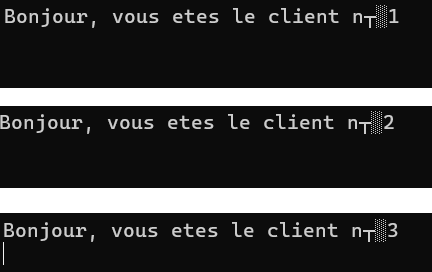 Bonjour, vous etes le client n┬░1
Bonjour, vous etes le client n┬░2
Bonjour, vous etes le client n┬░3